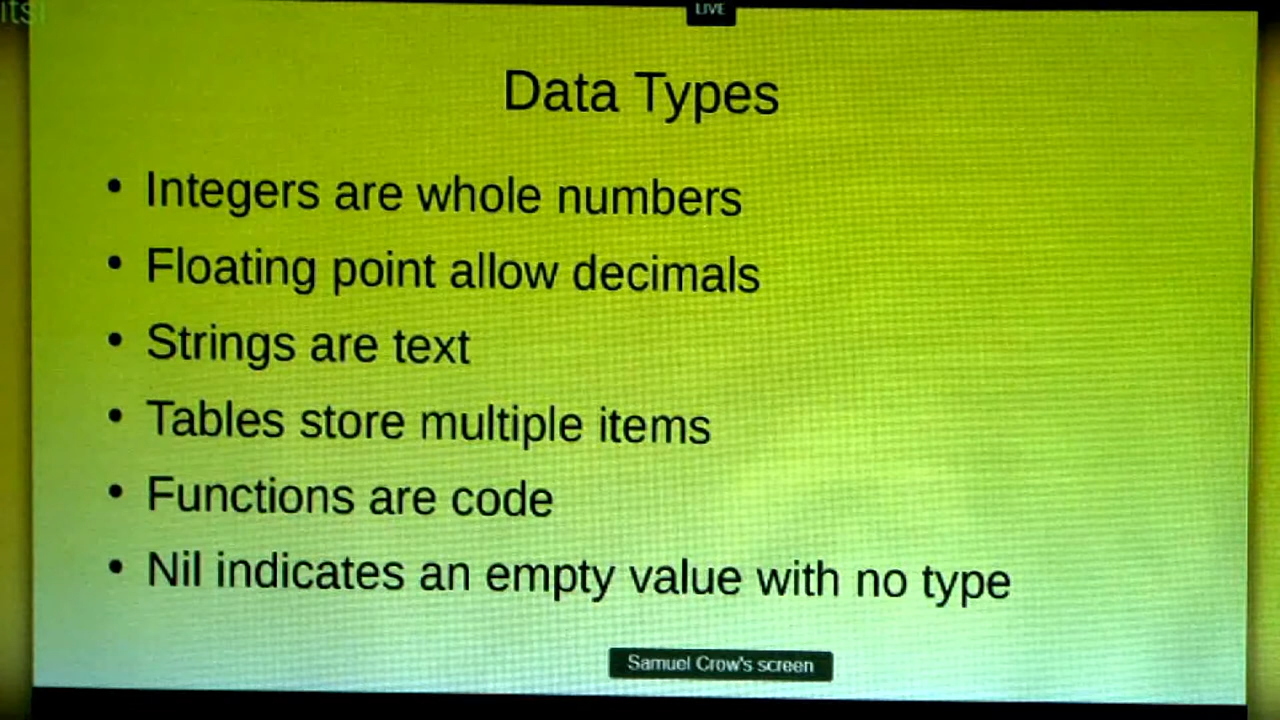 LIVE
Data Types
• Integers are whole numbers
• Floating point allow decimals
• Strings are text
• Tables store multiple items
• Functions are code
• Nil indicates an empty value with no type
Samuel Crow's screen